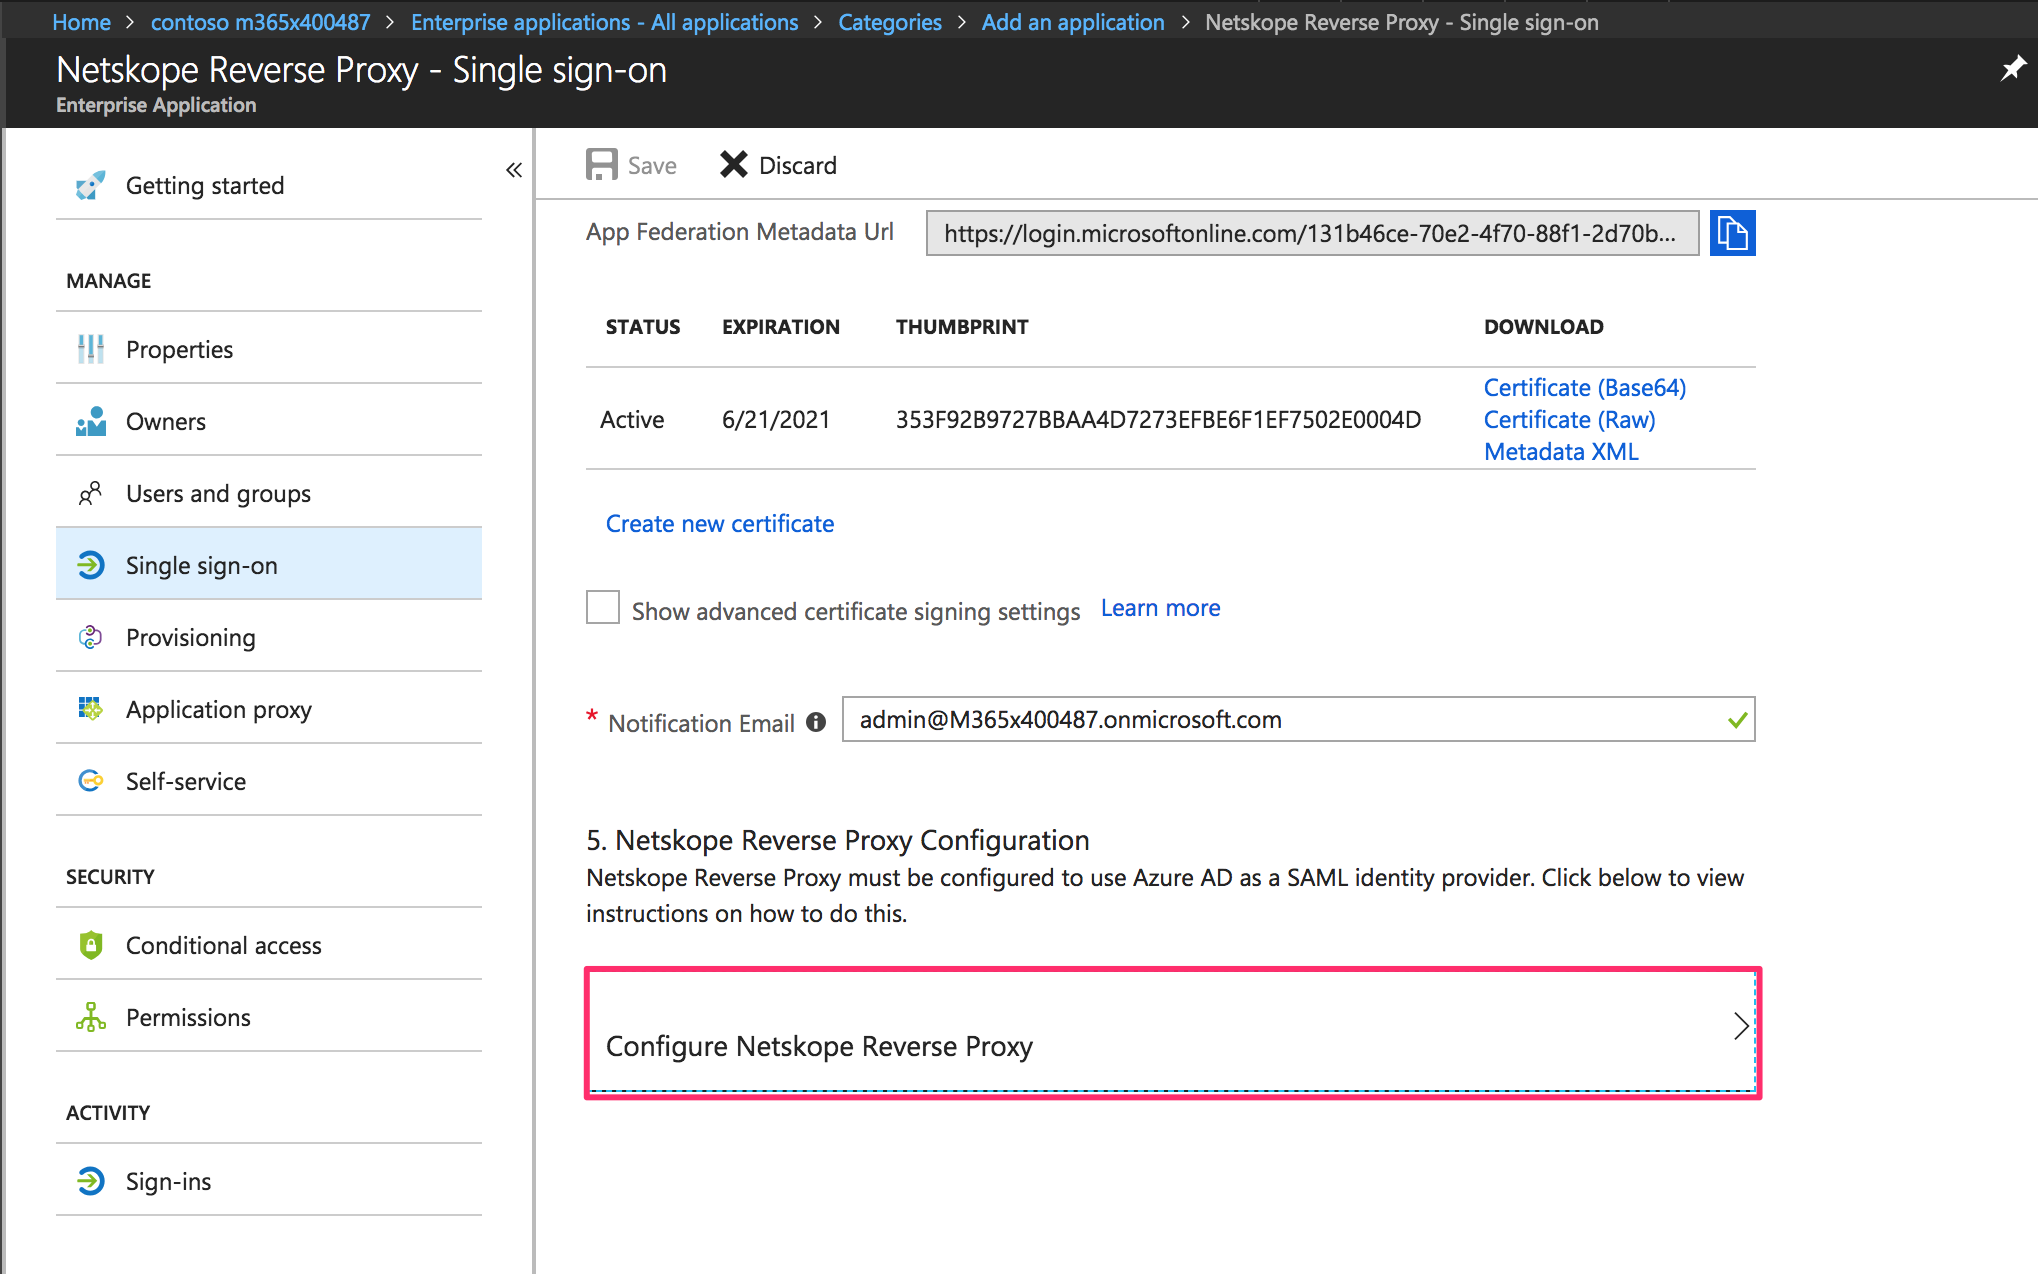 Home > contoso m365x400487 > Enterprise applications - All applications > Categories > Add an application > Netskope Reverse Proxy - Single sign-on
Netskope Reverse Proxy - Single sign-on
Enterprise Application
Getting started
MANAGE
Properties
Owners
Users and groups
Single sign-on
Provisioning
Application proxy
Self-service
SECURITY
Conditional access
Permissions
ACTIVITY
Sign-ins
Save Discard
App Federation Metadata Url https://login.microsoftonline.com/131b46ce-70e2-4f70-88f1-2d70b...
STATUS EXPIRATION THUMBPRINT DOWNLOAD
Certificate (Base64)
Active 6/21/2021 353F92B9727BBAA4D7273EFBE6F1EF7502E0004D Certificate (Raw)
Metadata XML
Create new certificate
Show advanced certificate signing settings Learn more
* Notification Email admin@M365x400487.onmicrosoft.com
5. Netskope Reverse Proxy Configuration
Netskope Reverse Proxy must be configured to use Azure AD as a SAML identity provider. Click below to view
instructions on how to do this.
Configure Netskope Reverse Proxy